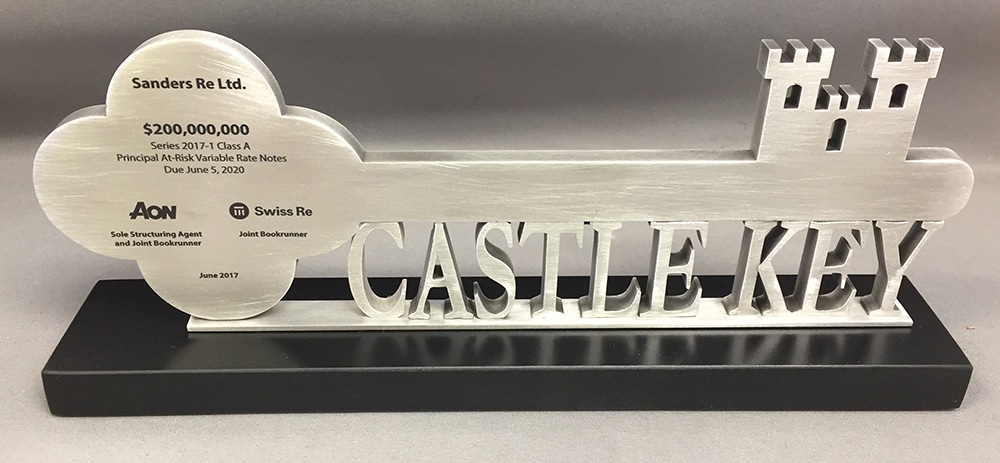 Sanders Re Ltd.
$200,000,000
Series 2017-1 Class A
Principal At-Risk Variable Rate Notes
Due June 5, 2020
AON
Swiss Re
Sole Structuring Agent
and Joint Bookrunner
Joint Bookrunner
June 2017
CASTLE KEY